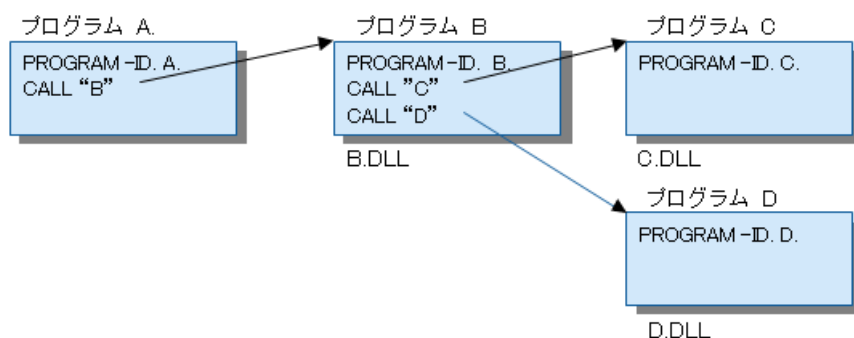 プログラム A.
PROGRAM-ID. A.
CALL “B”
プログラム B
PROGRAM-ID. B.
CALL ”C”
CALL “D”
B.DLL
プログラム C
PROGRAM-ID. C.
C.DLL
プログラム D
PROGRAM-ID. D.
D.DLL